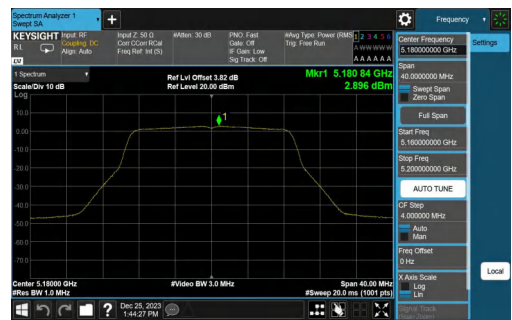 Spectrum Analyzer 1
Swept SA
Frequency
KEYSIGHT
Input: RF
Coupling: DC
Align: Auto
Input Z: 50 Ω
Corr CCorr RCal
Freq Ref: Int (S)
#Atten: 30 dB
PNO: Fast
Gate: Off
IF Gain: Low
Sig Track: Off
#Avg Type: Power (RMS)
Trig: Free Run
1 2 3 4 5 6
A W W W W W
A A A A A A
RL
LXI
Center Frequency
5.180000000 GHz
Settings
1 Spectrum
Scale/Div 10 dB
Ref Lvl Offset 3.82 dB
Ref Level 20.00 dBm
Mkr1 5.180 84 GHz
2.896 dBm
Log
10.0
0.00
-10.0
-20.0
-30.0
-40.0
-50.0
-60.0
-70.0
1
Span
40.0000000 MHz
Swept Span
Zero Span
Full Span
Start Freq
5.160000000 GHz
Stop Freq
5.200000000 GHz
AUTO TUNE
CF Step
4.000000 MHz
Auto
Man
Freq Offset
0 Hz
X Axis Scale
Log
Lin
Signal Track
Local
Center 5.18000 GHz
#Res BW 1.0 MHz
#Video BW 3.0 MHz
Span 40.00 MHz
#Sweep 20.0 ms (1001 pts)
?
Dec 25, 2023
1:44:27 PM